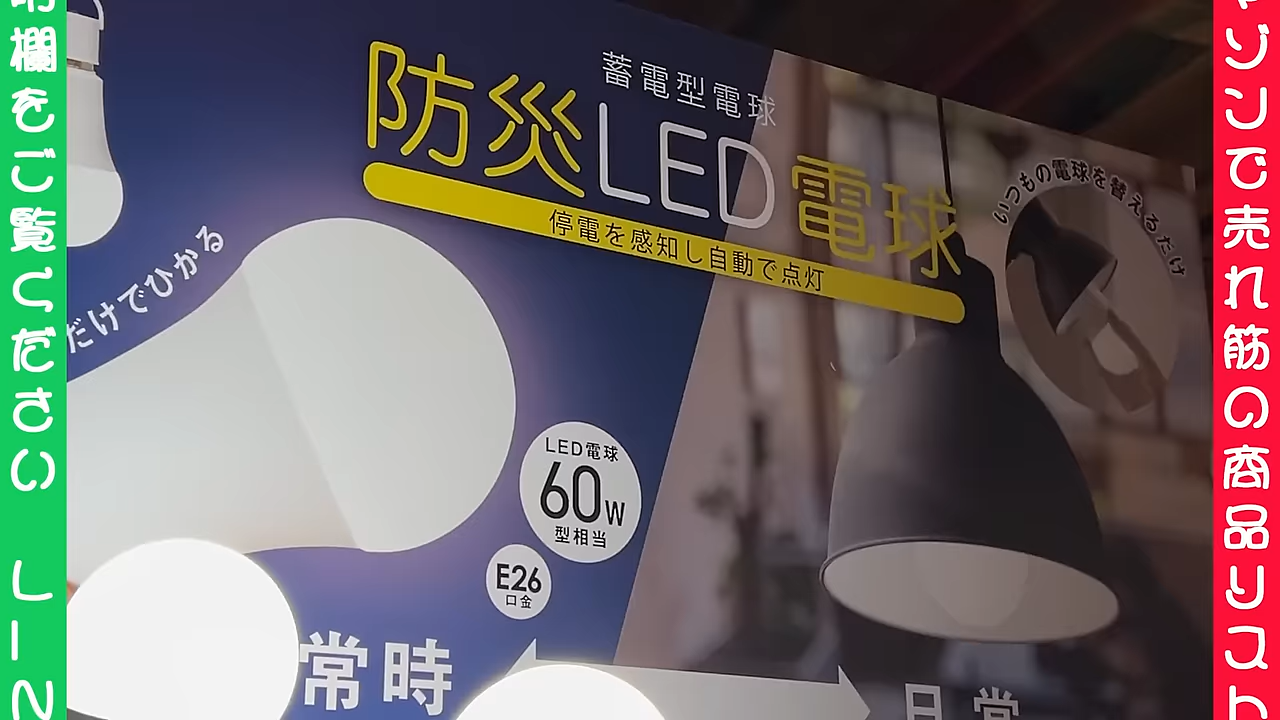 欄をご覧ください LIN
蓄電型電球
防災LED電球
停電を感知し自動で点灯
いつもの電球を替えるだけ
だけでひかる
LED電球
60W
型相当
E26
口金
常時
日常
ゾンで売れ筋の商品リスト